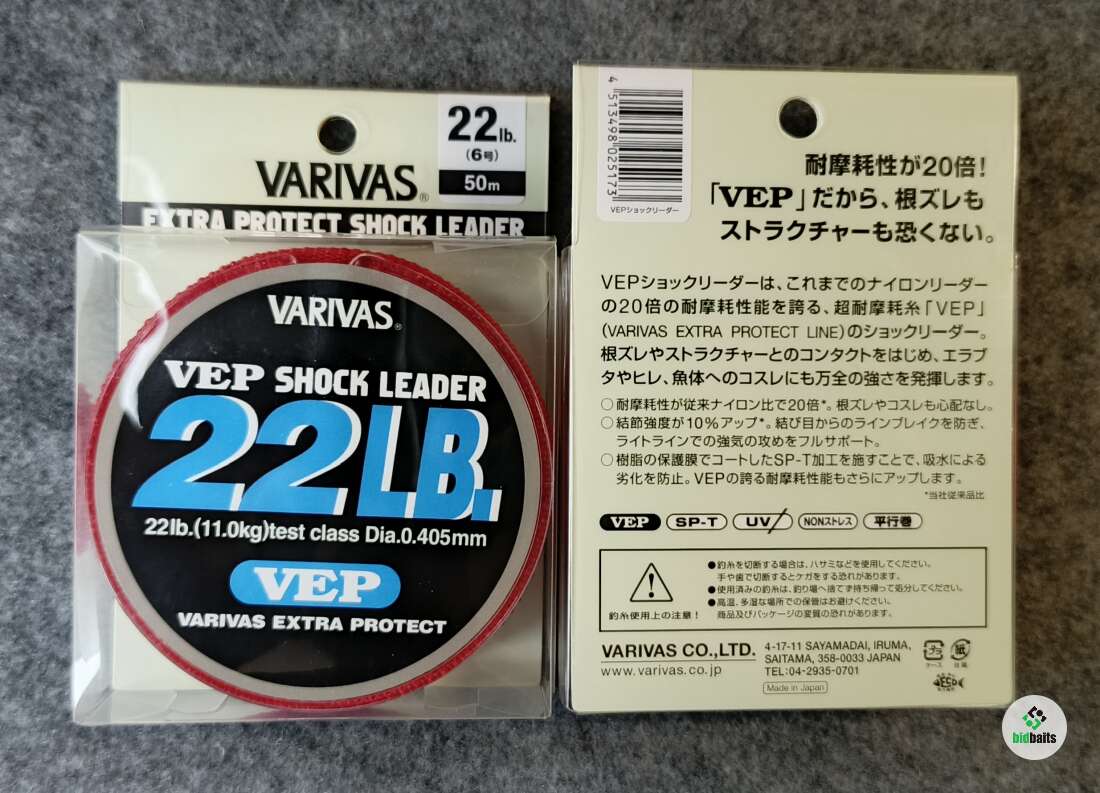 22lb.
(6号)
50m
VARIVAS®
EXTRA PROTECT SHOCK LEADER
VARIVAS®
VEP SHOCK LEADER
22LB.
22lb.(11.0kg)test class Dia.0.405mm
VEP
VARIVAS EXTRA PROTECT
4 513498 025173
VEPショックリーダー
耐摩耗性が20倍!
「VEP」だから、根ズレも
ストラクチャーも恐くない。
VEPショックリーダーは、これまでのナイロンリーダー
の20倍の耐摩耗性能を誇る、超耐摩耗糸「VEP」
(VARIVAS EXTRA PROTECT LINE)のショックリーダー。
根ズレやストラクチャーとのコンタクトをはじめ、エラブ
タやヒレ、魚体へのコスレにも万全の強さを発揮します。
○耐摩耗性が従来ナイロン比で20倍*。根ズレやコスレも心配なし。
○結節強度が10%アップ*。結び目からのラインブレイクを防ぎ、
ライトラインでの強気の攻めをフルサポート。
○樹脂の保護膜でコートしたSP-T加工を施すことで、吸水による
劣化を防止。VEPの誇る耐摩耗性能もさらにアップします。
*当社従来品比
VEP SP-T UV NONストレス 平行巻
●釣糸を切断する場合は、ハサミなどを使用してください。
手や歯で切断するとケガをする恐れがあります。
●使用済みの釣糸は、釣り場へ捨てず持ち帰って処分してください。
●高温、多湿な場所での保管はお避けください。
商品及びパッケージの変質の恐れがあります。
釣糸使用上の注意!
VARIVAS CO.,LTD.
www.varivas.co.jp
4-17-11 SAYAMADAI, IRUMA,
SAITAMA, 358-0033 JAPAN
TEL:04-2935-0701
Made in Japan
プラ
ケース
紙
台紙
ECO
bidbaits